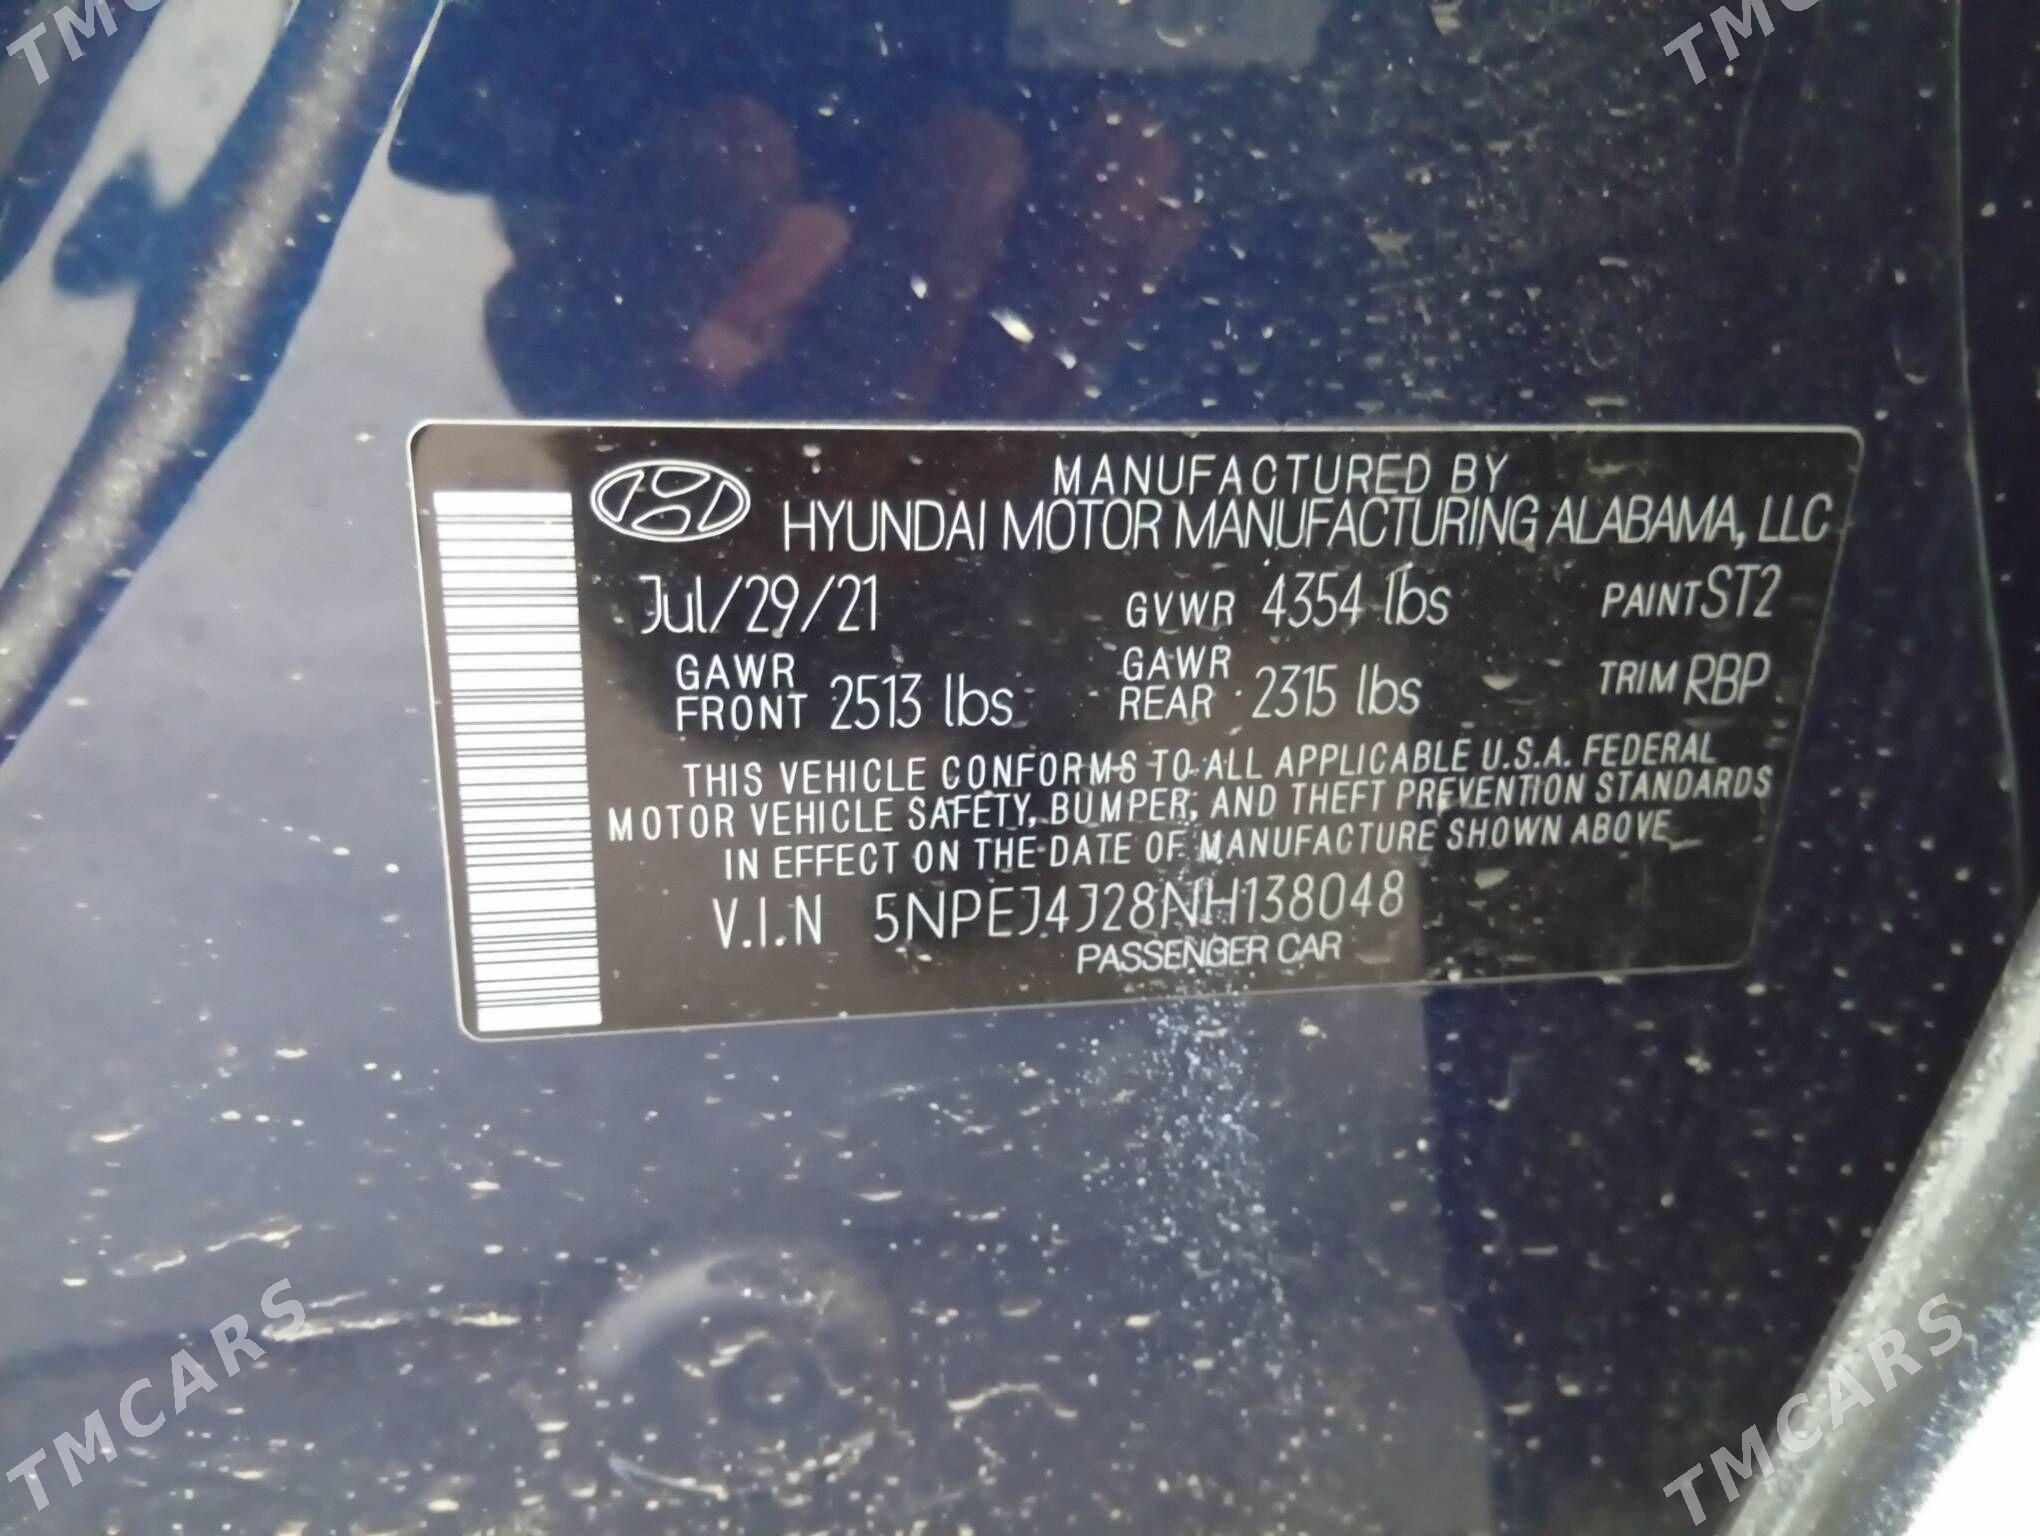 TMC
TMC
MANUFACTURED BY
HYUNDAI MOTOR MANUFACTURING ALABAMA, LLC
Jul/29/21 GVWR 4354 lbs PAINT ST2
GAWR FRONT 2513 lbs GAWR REAR 2315 lbs TRIM RBP
THIS VEHICLE CONFORMS TO ALL APPLICABLE U.S.A. FEDERAL
MOTOR VEHICLE SAFETY, BUMPER, AND THEFT PREVENTION STANDARDS
IN EFFECT ON THE DATE OF MANUFACTURE SHOWN ABOVE
V.I.N 5NPEJ4J28NH138048
PASSENGER CAR
TMCARS
TMCARS